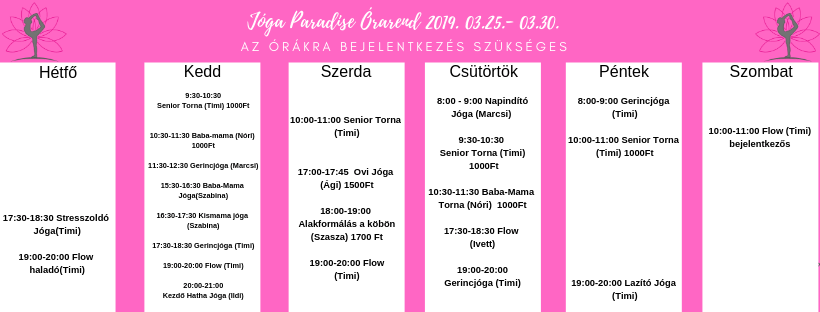 Jóga Paradise Órarend 2019. 03.25.- 03.30.
AZ ÓRÁKRA BEJELENTKEZÉS SZÜKSÉGES
Hétfő
17:30-18:30 Stresszoldó
Jóga(Timi)
19:00-20:00 Flow
haladó(Timi)
Kedd
9:30-10:30
Senior Torna (Timi) 1000Ft
10:30-11:30 Baba-mama (Nóri)
1000Ft
11:30-12:30 Gerincjóga (Marcsi)
15:30-16:30 Baba-Mama
Jóga(Szabina)
16:30-17:30 Kismama jóga
(Szabina)
17:30-18:30 Gerincjóga (Timi)
19:00-20:00 Flow (Timi)
20:00-21:00
Kezdő Hatha Jóga (Ildi)
Szerda
10:00-11:00 Senior Torna
(Timi)
17:00-17:45 Ovi Jóga
(Ági) 1500Ft
18:00-19:00
Alakformálás a köbön
(Szasza) 1700 Ft
19:00-20:00 Flow
(Timi)
Csütörtök
8:00 - 9:00 Napindító
Jóga (Marcsi)
9:30-10:30
Senior Torna (Timi)
1000Ft
10:30-11:30 Baba-Mama
Torna (Nóri) 1000Ft
17:30-18:30 Flow
(Ivett)
19:00-20:00
Gerincjóga (Timi)
Péntek
8:00-9:00 Gerincjóga
(Timi)
10:00-11:00 Senior Torna
(Timi) 1000Ft
19:00-20:00 Lazító Jóga
(Timi)
Szombat
10:00-11:00 Flow (Timi)
bejelentkezős